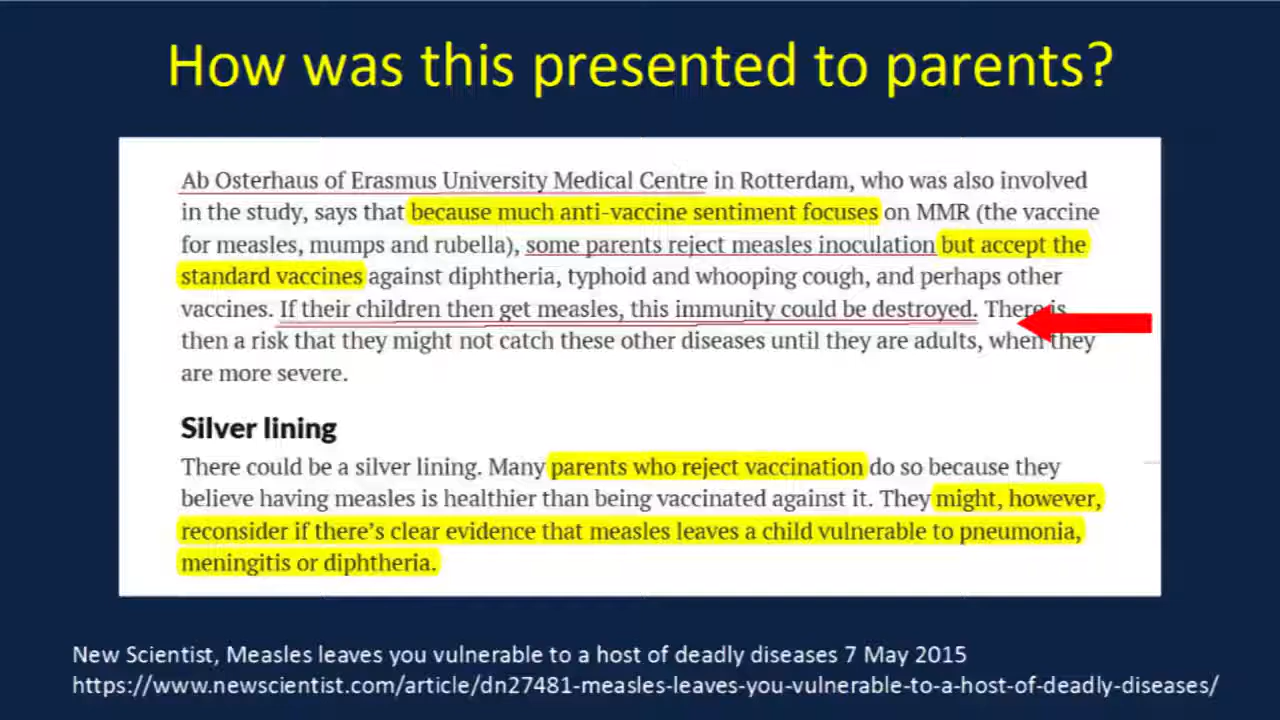 How was this presented to parents?
Ab Osterhaus of Erasmus University Medical Centre in Rotterdam, who was also involved
in the study, says that because much anti-vaccine sentiment focuses on MMR (the vaccine
for measles, mumps and rubella), some parents reject measles inoculation but accept the
standard vaccines against diphtheria, typhoid and whooping cough, and perhaps other
vaccines. If their children then get measles, this immunity could be destroyed. There is
then a risk that they might not catch these other diseases until they are adults, when they
are more severe.
Silver lining
There could be a silver lining. Many parents who reject vaccination do so because they
believe having measles is healthier than being vaccinated against it. They might, however,
reconsider if there's clear evidence that measles leaves a child vulnerable to pneumonia,
meningitis or diphtheria.
New Scientist, Measles leaves you vulnerable to a host of deadly diseases 7 May 2015
https://www.newscientist.com/article/dn27481-measles-leaves-you-vulnerable-to-a-host-of-deadly-diseases/